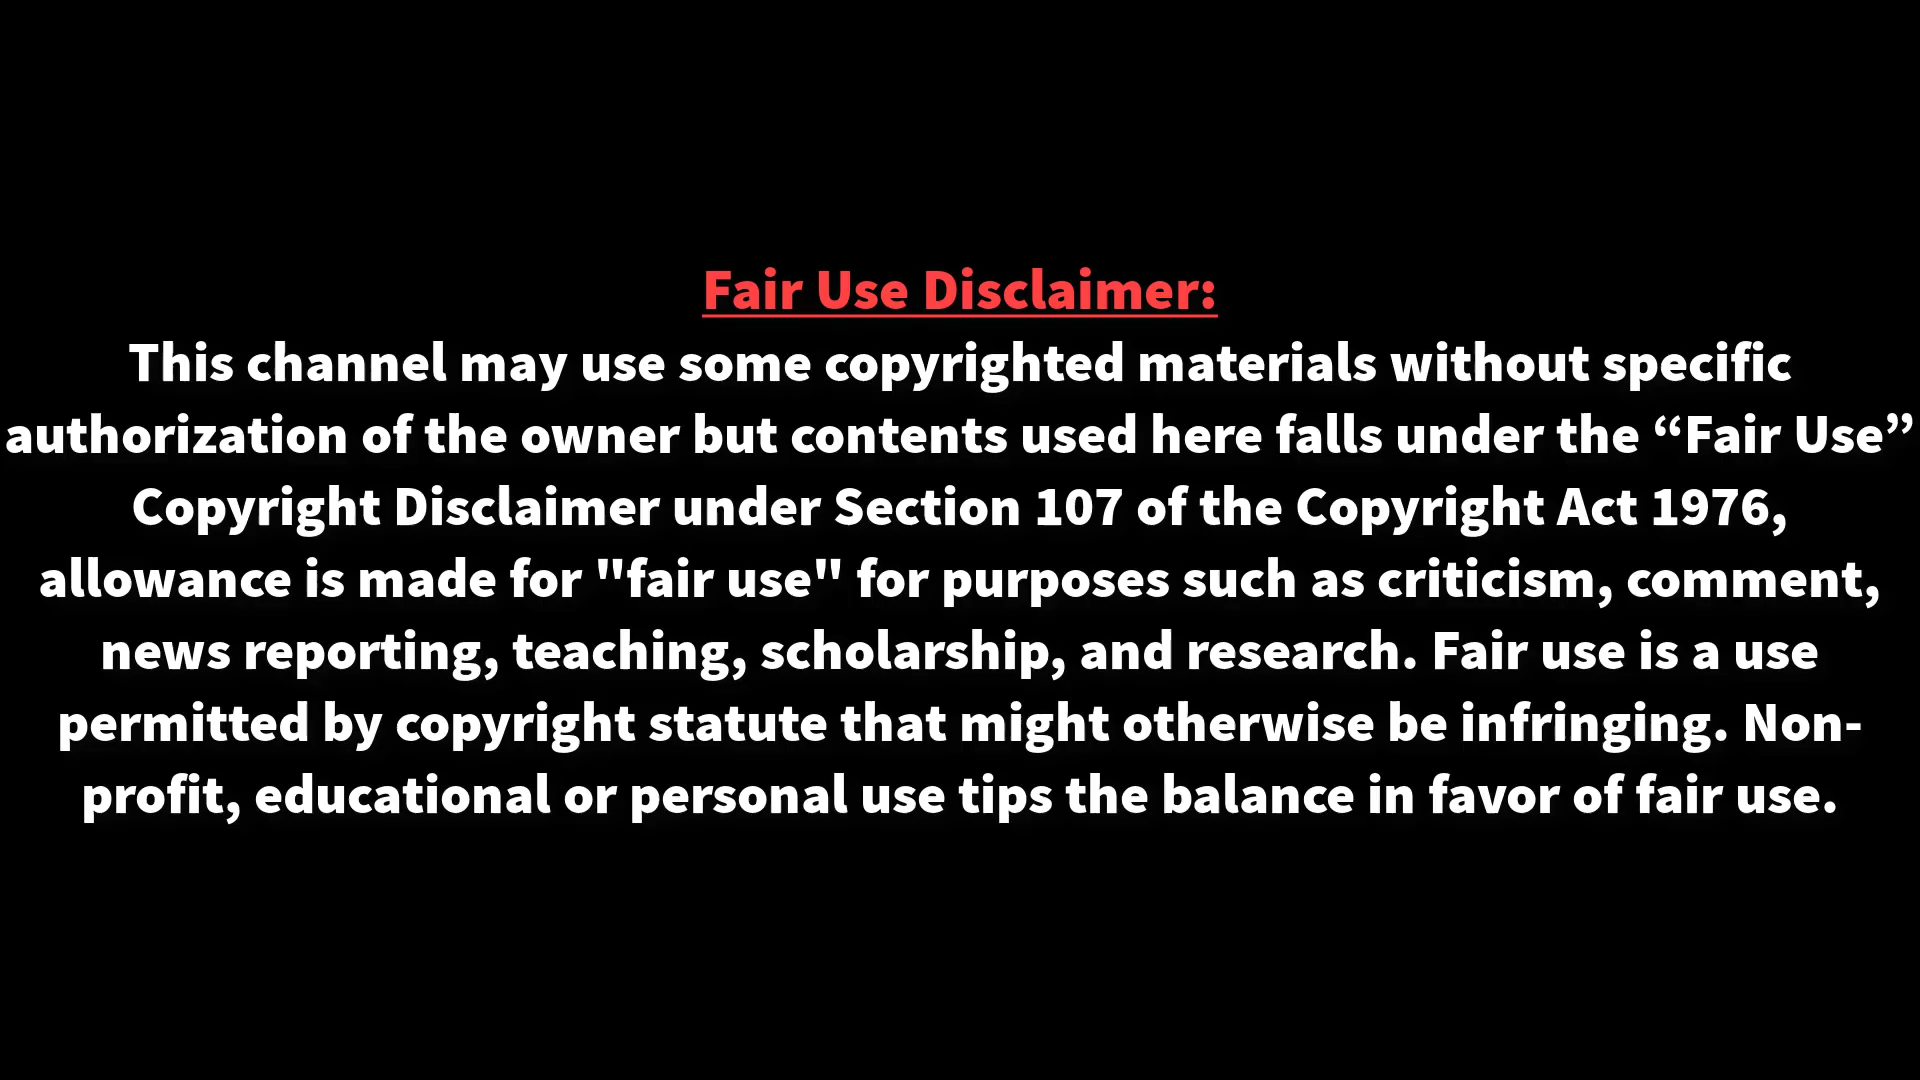 Fair Use Disclaimer:
This channel may use some copyrighted materials without specific
authorization of the owner but contents used here falls under the “Fair Use”
Copyright Disclaimer under Section 107 of the Copyright Act 1976,
allowance is made for "fair use" for purposes such as criticism, comment,
news reporting, teaching, scholarship, and research. Fair use is a use
permitted by copyright statute that might otherwise be infringing. Non-
profit, educational or personal use tips the balance in favor of fair use.